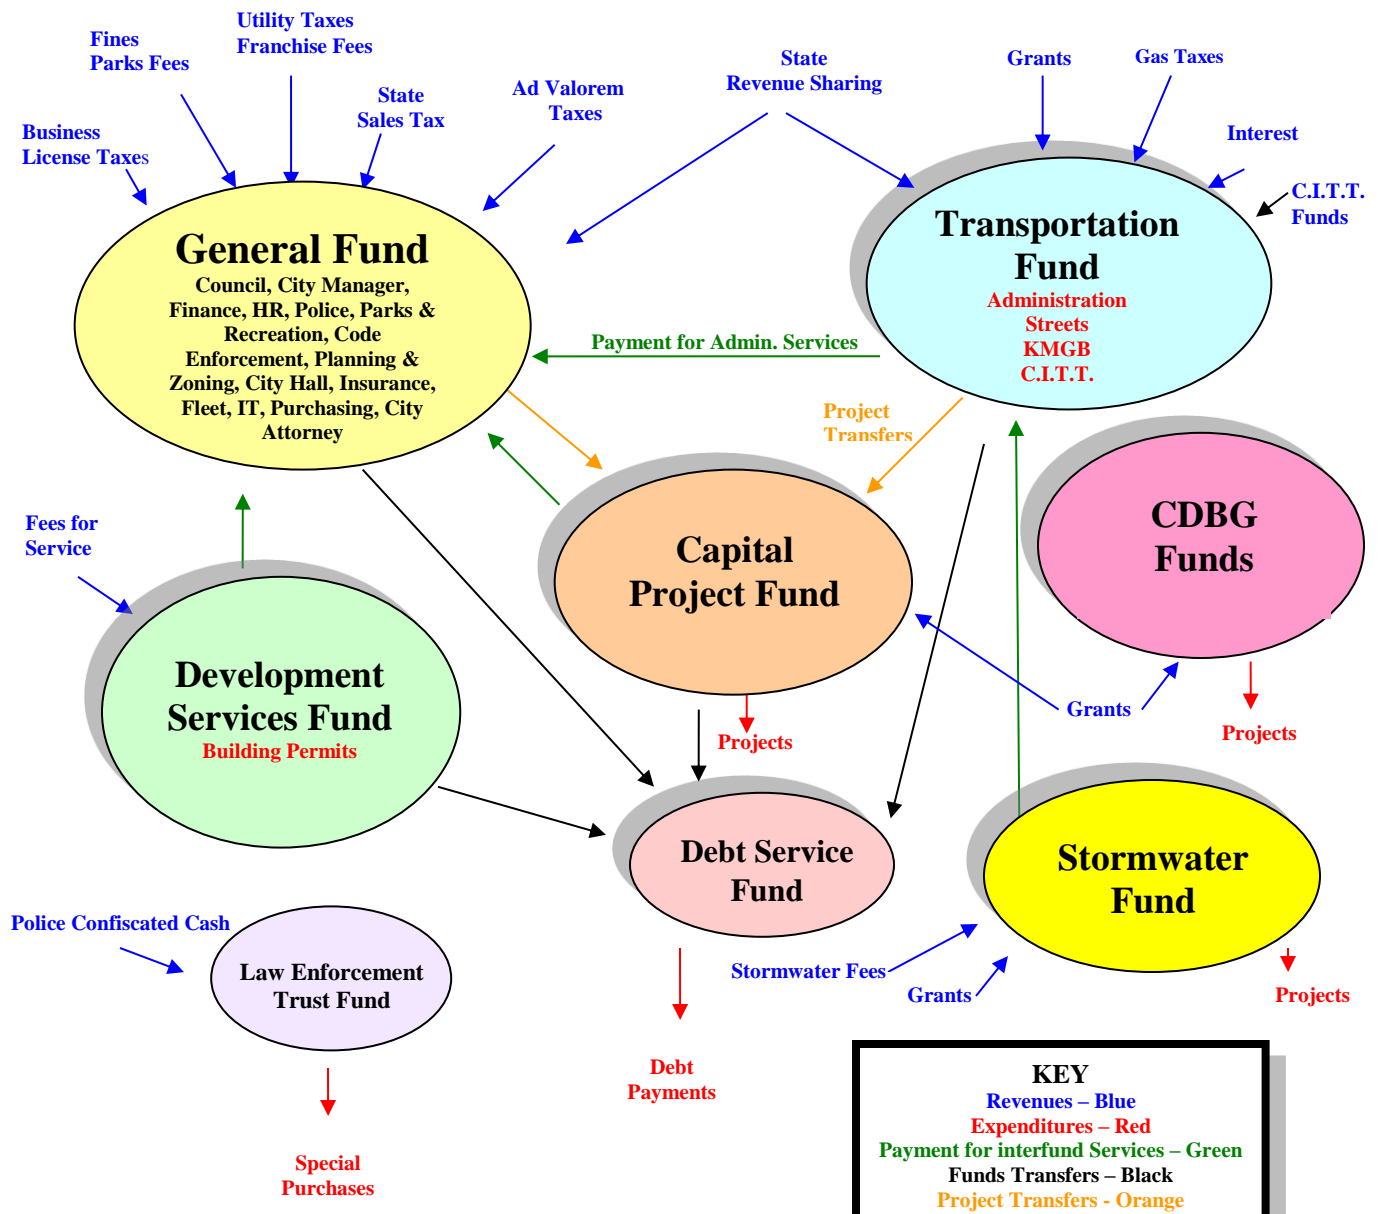 Utility Taxes
Franchise Fees
Fines
Parks Fees
State
Sales Tax
Ad Valorem
Taxes
State
Revenue Sharing
Grants
Gas Taxes
Interest
C.I.T.T.
Funds
Business
License Taxes
General Fund
Council, City Manager,
Finance, HR, Police, Parks &
Recreation, Code
Enforcement, Planning &
Zoning, City Hall, Insurance,
Fleet, IT, Purchasing, City
Attorney
Transportation
Fund
Administration
Streets
KMGB
C.I.T.T.
Payment for Admin. Services
Project
Transfers
Capital
Project Fund
CDBG
Funds
Fees for
Service
Development
Services Fund
Building Permits
Grants
Projects
Projects
Debt Service
Fund
Stormwater
Fund
Police Confiscated Cash
Law Enforcement
Trust Fund
Stormwater Fees
Grants
Projects
Debt
Payments
Special
Purchases
KEY
Revenues – Blue
Expenditures – Red
Payment for interfund Services – Green
Funds Transfers – Black
Project Transfers - Orange